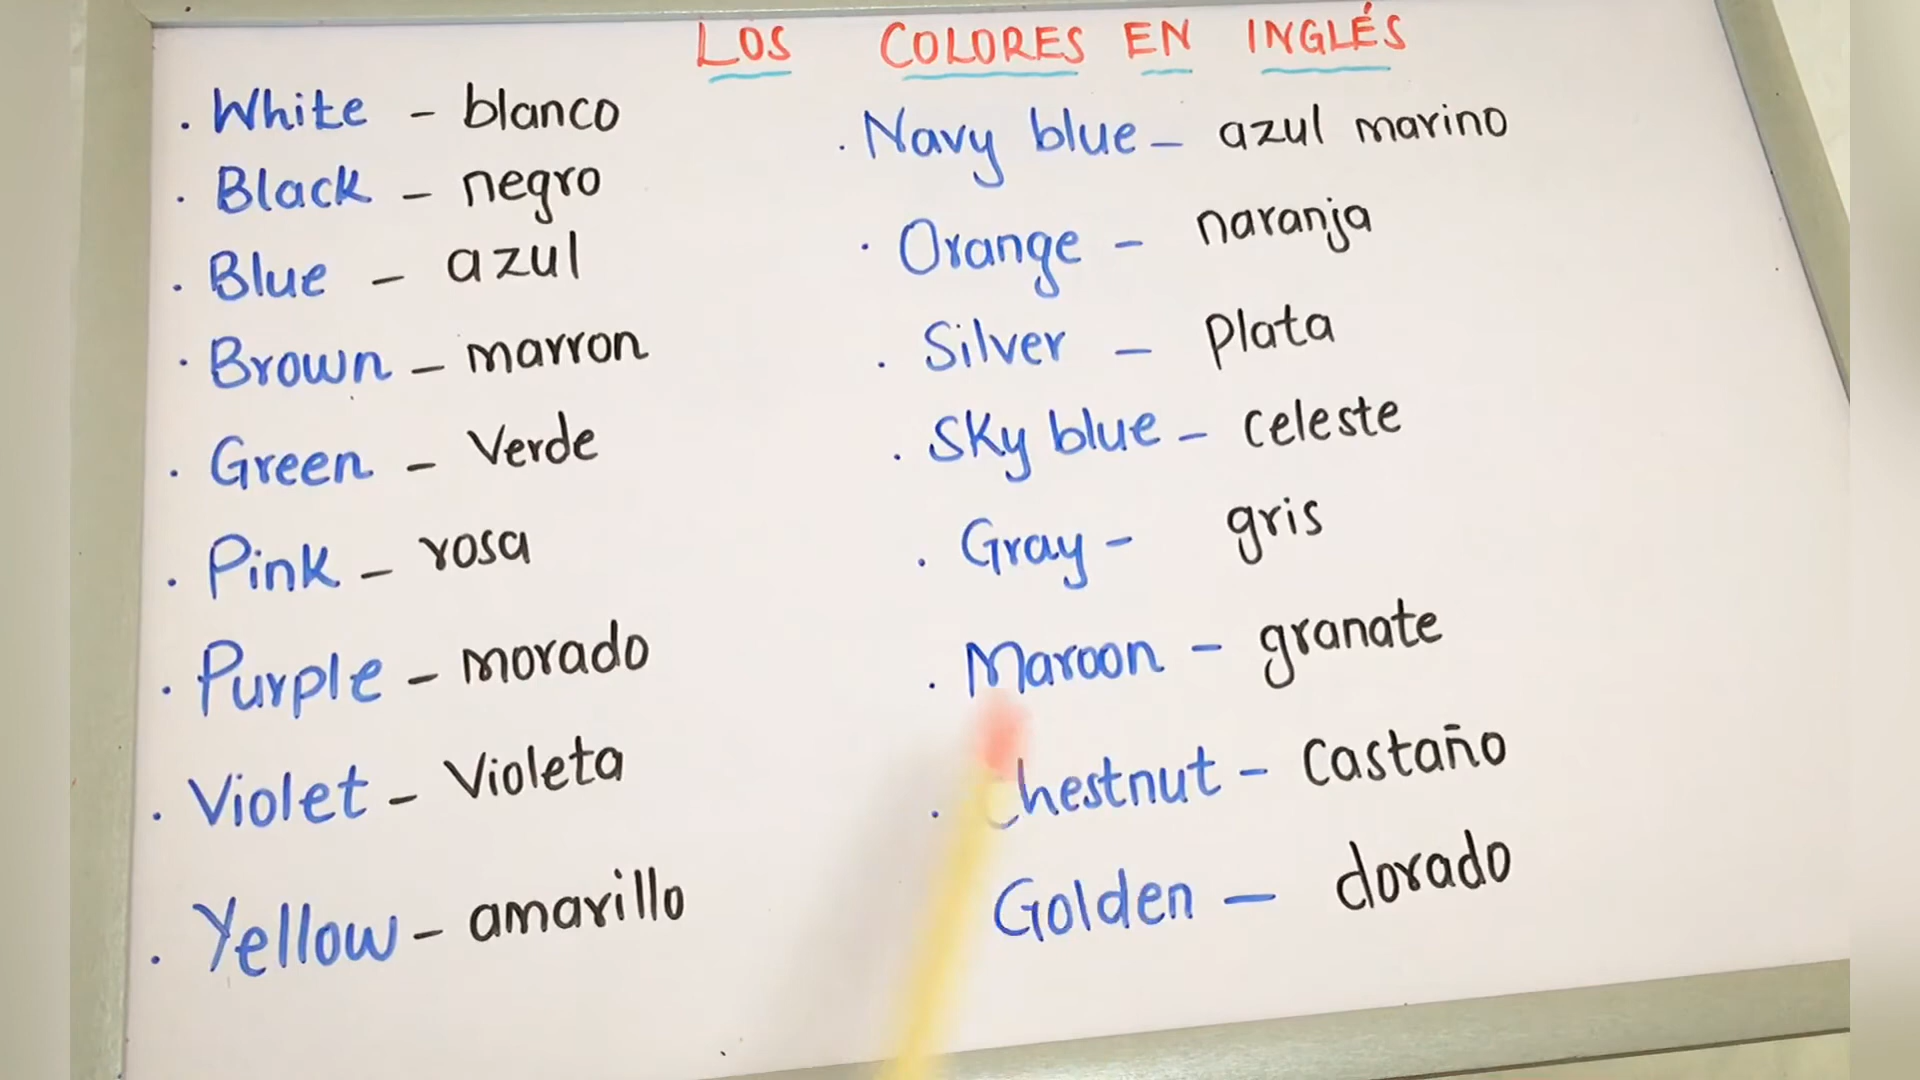 LOS COLORES EN INGLÉS
. White - blanco
. Black - negro
. Blue - azul
. Brown - marron
. Green - Verde
. Pink - rosa
. Purple - morado
. Violet - Violeta
. Yellow - amarillo
. Navy blue - azul marino
. Orange - naranja
. Silver - Plata
. Sky blue - celeste
. Gray - gris
. Maroon - granate
. Chestnut - Castaño
Golden - dorado